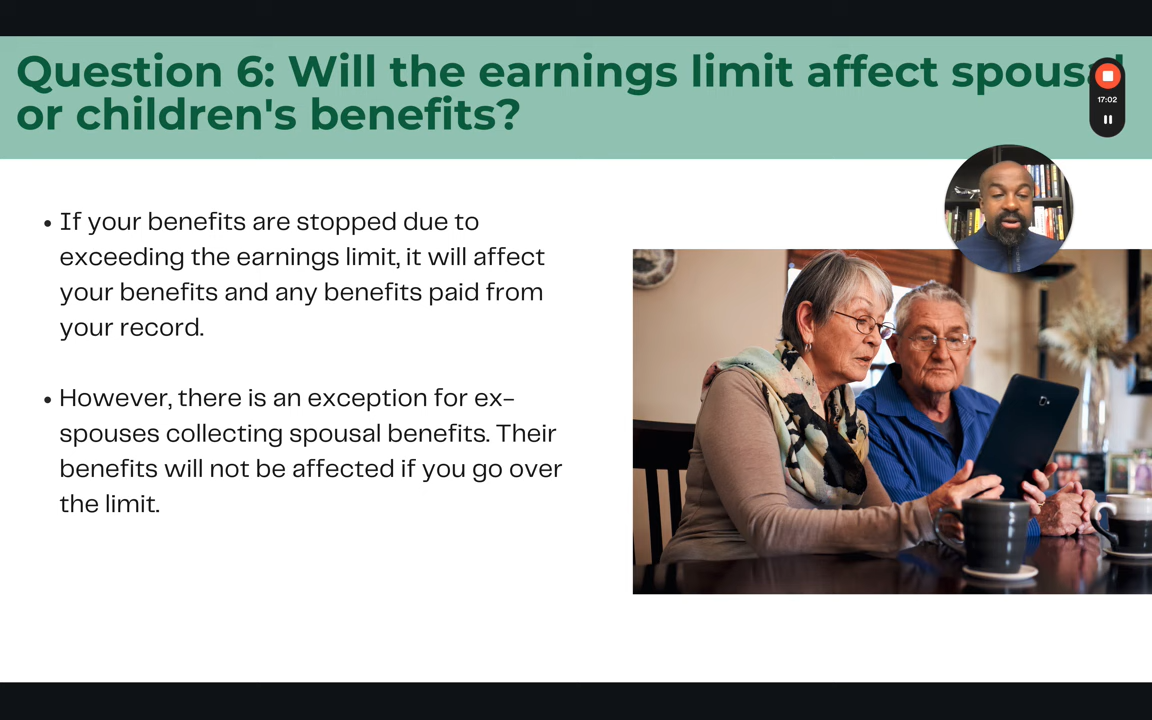 Question 6: Will the earnings limit affect spousal
or children's benefits?
17:02
• If your benefits are stopped due to
exceeding the earnings limit, it will affect
your benefits and any benefits paid from
your record.
• However, there is an exception for ex-
spouses collecting spousal benefits. Their
benefits will not be affected if you go over
the limit.